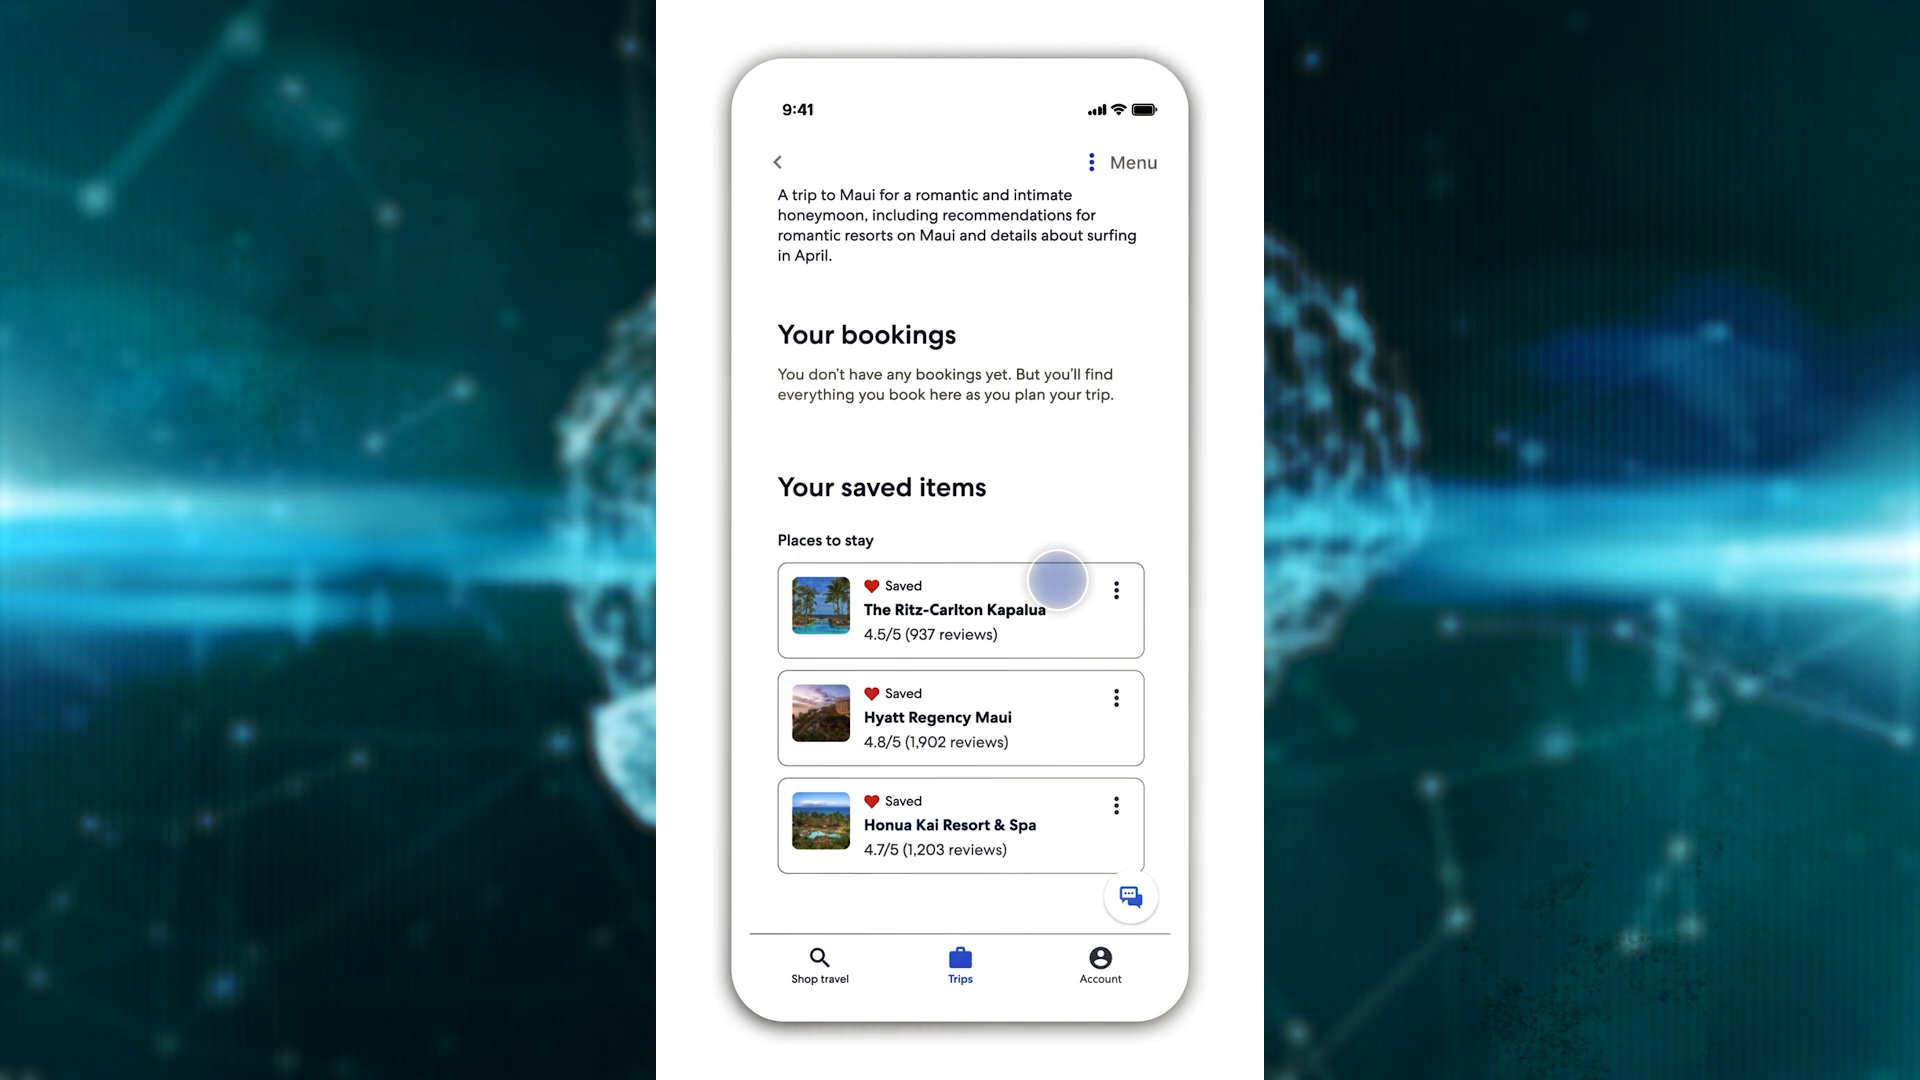 9:41
Menu
A trip to Maui for a romantic and intimate
honeymoon, including recommendations for
romantic resorts on Maui and details about surfing
in April.
Your bookings
You don't have any bookings yet. But you'll find
everything you book here as you plan your trip.
Your saved items
Places to stay
Saved
The Ritz-Carlton Kapalua
4.5/5 (937 reviews)
Saved
Hyatt Regency Maui
4.8/5 (1,902 reviews)
Saved
Honua Kai Resort & Spa
4.7/5 (1,203 reviews)
Shop travel
Trips
Account